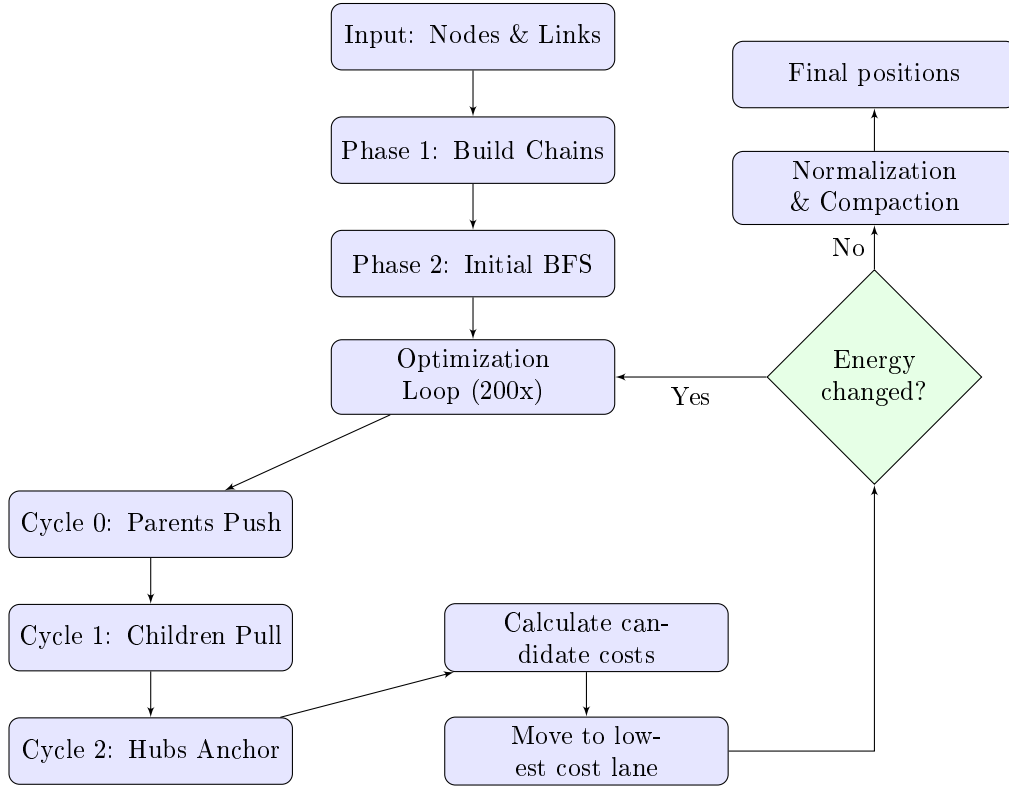 Input: Nodes & Links
Phase 1: Build Chains
Phase 2: Initial BFS
Optimization
Loop (200x)
Cycle 0: Parents Push
Cycle 1: Children Pull
Cycle 2: Hubs Anchor
Calculate can-
didate costs
Move to low-
est cost lane
Energy
changed?
Yes
No
Normalization
& Compaction
Final positions